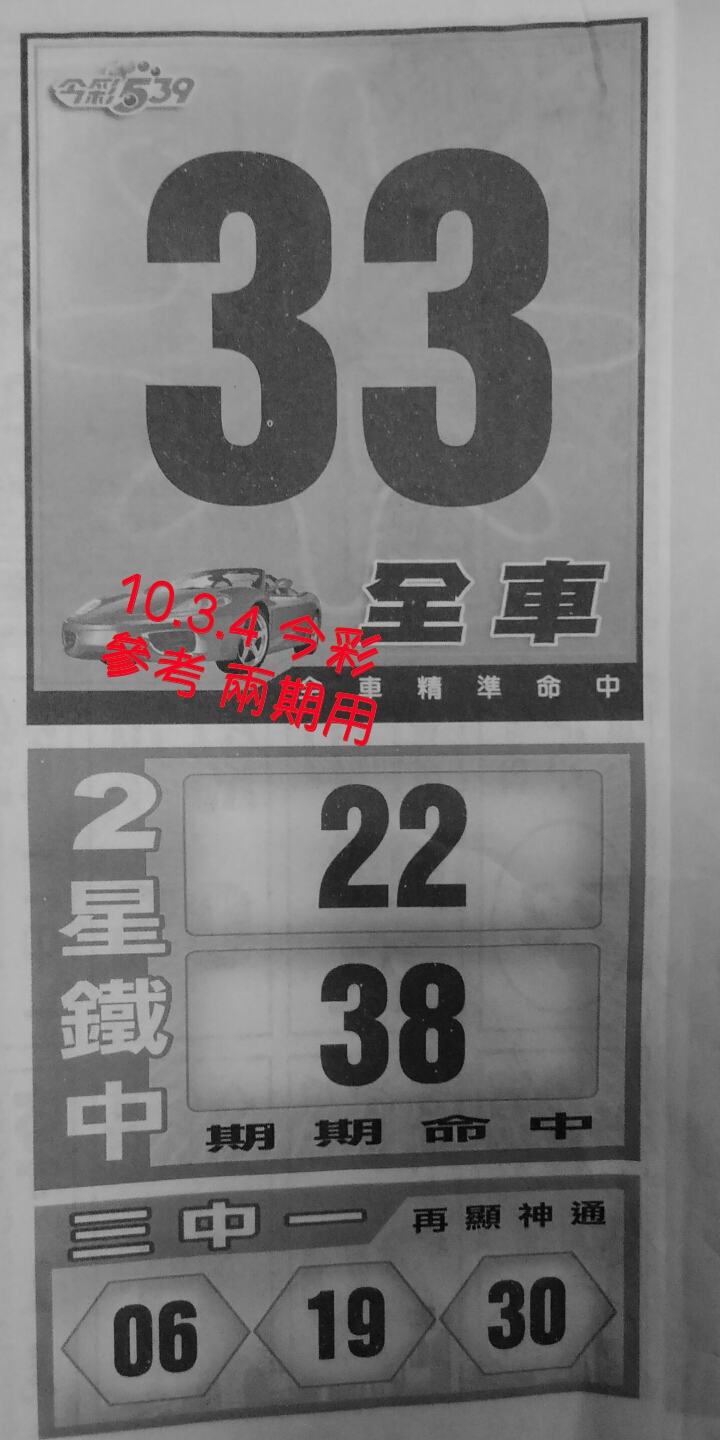 今彩539
33
全車
10.3.4 今彩
參考 兩期用
全車精準命中
2星鐵中
22
38
期期命中
三中一
再顯神通
06 19 30